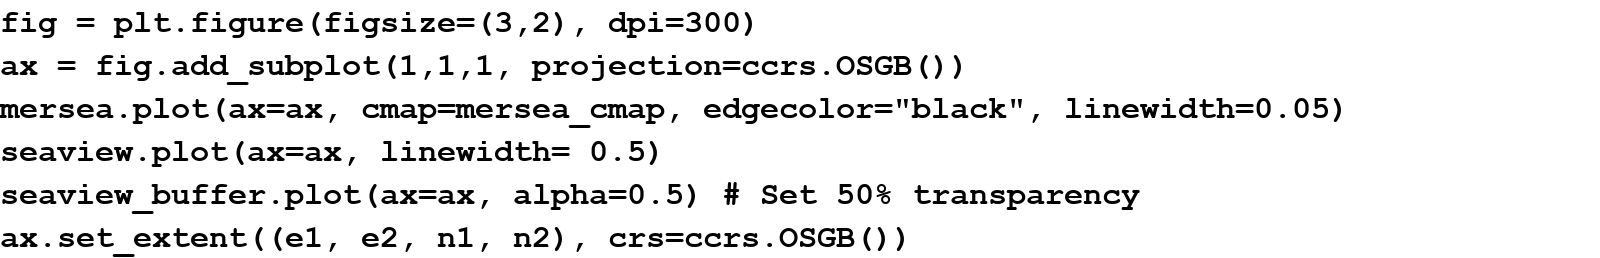 fig = plt.figure(figsize=(3,2), dpi=300)
ax = fig.add_subplot(1,1,1, projection=ccrs.OSGB())
mersea.plot(ax=ax, cmap=mersea_cmap, edgecolor="black", linewidth=0.05)
seaview.plot(ax=ax, linewidth= 0.5)
seaview_buffer.plot(ax=ax, alpha=0.5) # Set 50% transparency
ax.set_extent((e1, e2, n1, n2), crs=ccrs.OSGB())